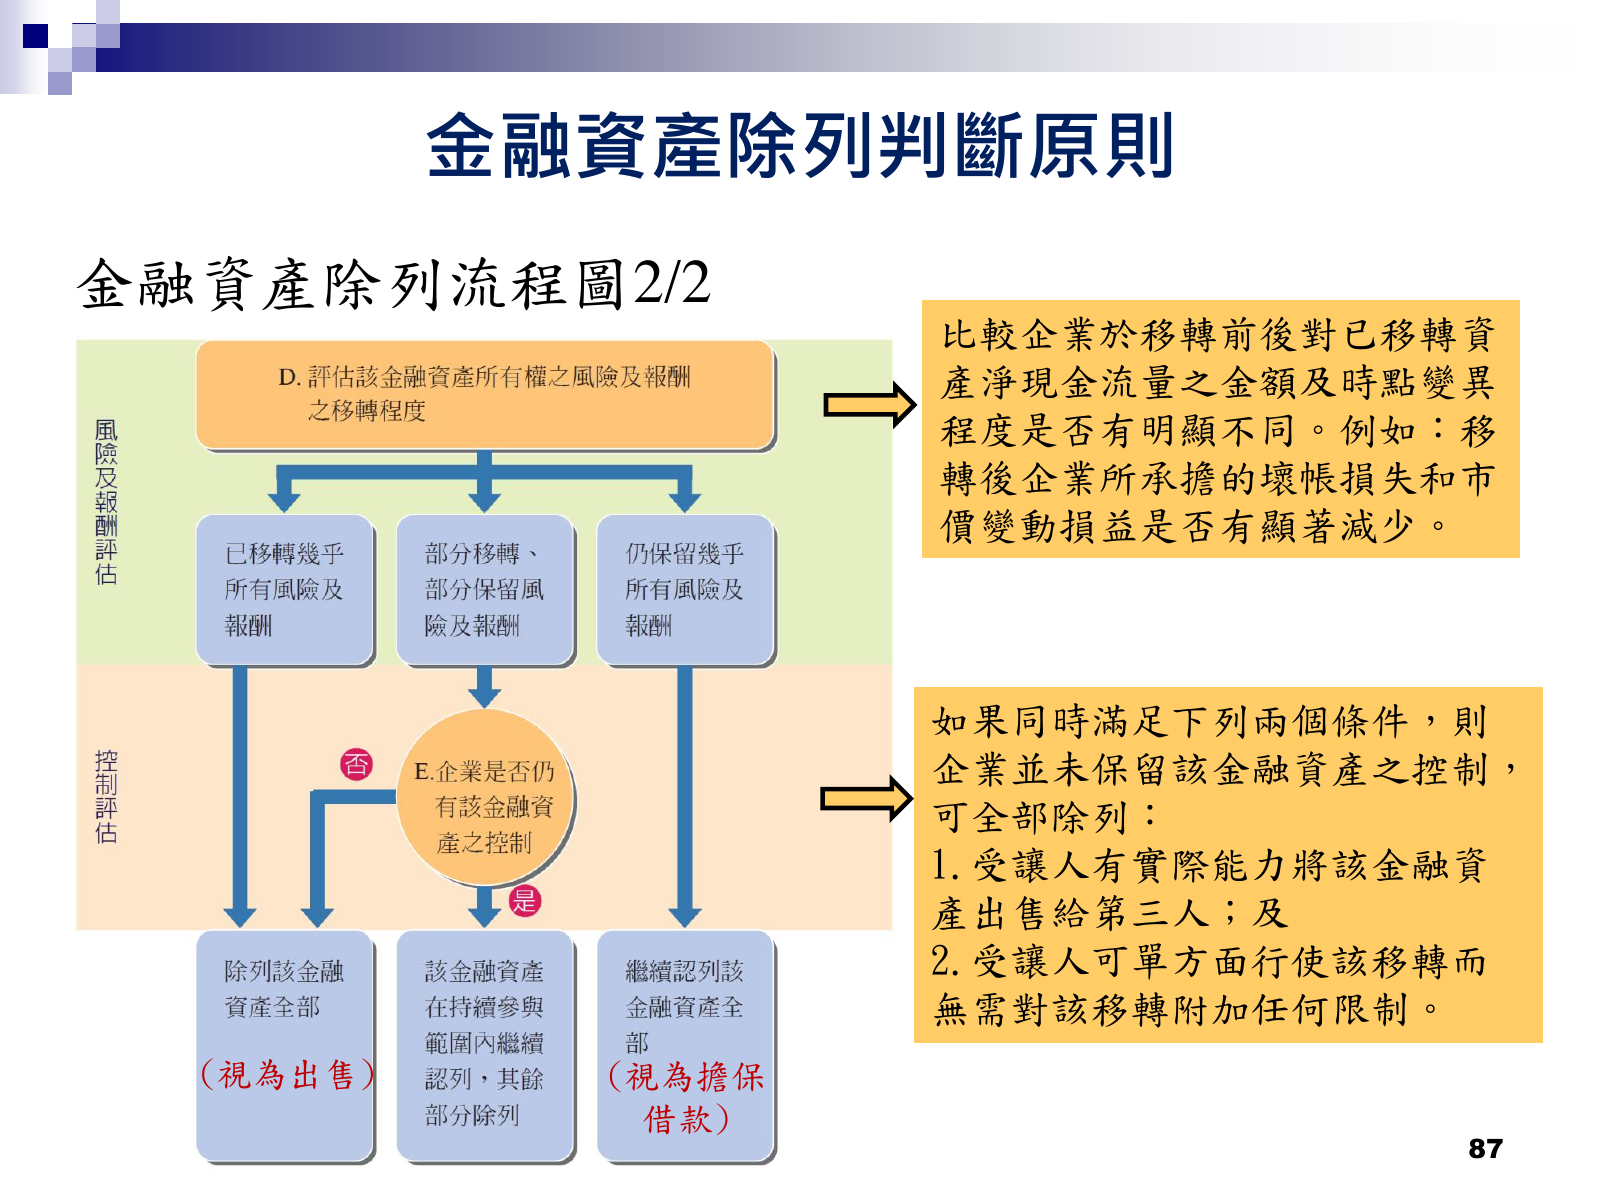 金融資產除列判斷原則
金融資產除列流程圖2/2
風險及報酬評估
D. 評估該金融資產所有權之風險及報酬
之移轉程度
比較企業於移轉前後對已移轉資
產淨現金流量之金額及時點變異
程度是否有明顯不同。例如：移
轉後企業所承擔的壞帳損失和市
價變動損益是否有顯著減少。
已移轉幾乎
所有風險及
報酬
部分移轉、
部分保留風
險及報酬
仍保留幾乎
所有風險及
報酬
控制評估
否
E.企業是否仍
有該金融資
產之控制
是
如果同時滿足下列兩個條件，則
企業並未保留該金融資產之控制，
可全部除列：
1. 受讓人有實際能力將該金融資
產出售給第三人；及
2. 受讓人可單方面行使該移轉而
無需對該移轉附加任何限制。
除列該金融
資產全部
（視為出售）
該金融資產
在持續參與
範圍內繼續
認列，其餘
部分除列
繼續認列該
金融資產全
部
（視為擔保
借款）
87